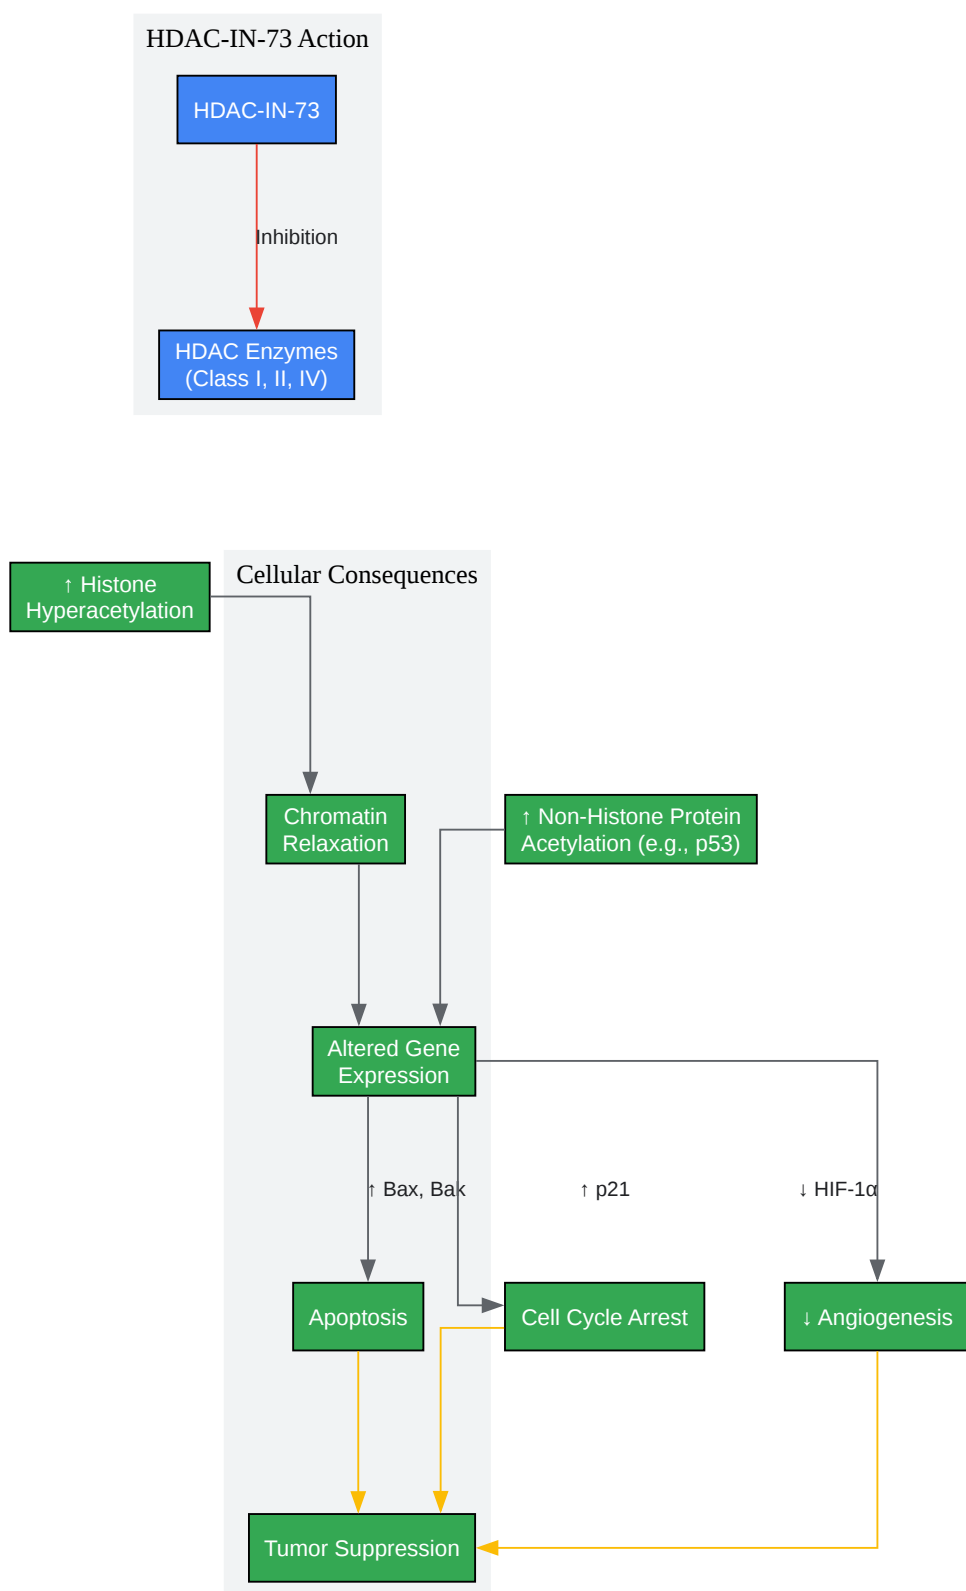 HDAC-IN-73 Action
HDAC-IN-73
Inhibition
HDAC Enzymes
(Class I, II, IV)
Cellular Consequences
↑ Histone
Hyperacetylation
Chromatin
Relaxation
↑ Non-Histone Protein
Acetylation (e.g., p53)
Altered Gene
Expression
↑ Bax, Bak
↑ p21
↓ HIF-1α
Apoptosis
Cell Cycle Arrest
↓ Angiogenesis
Tumor Suppression